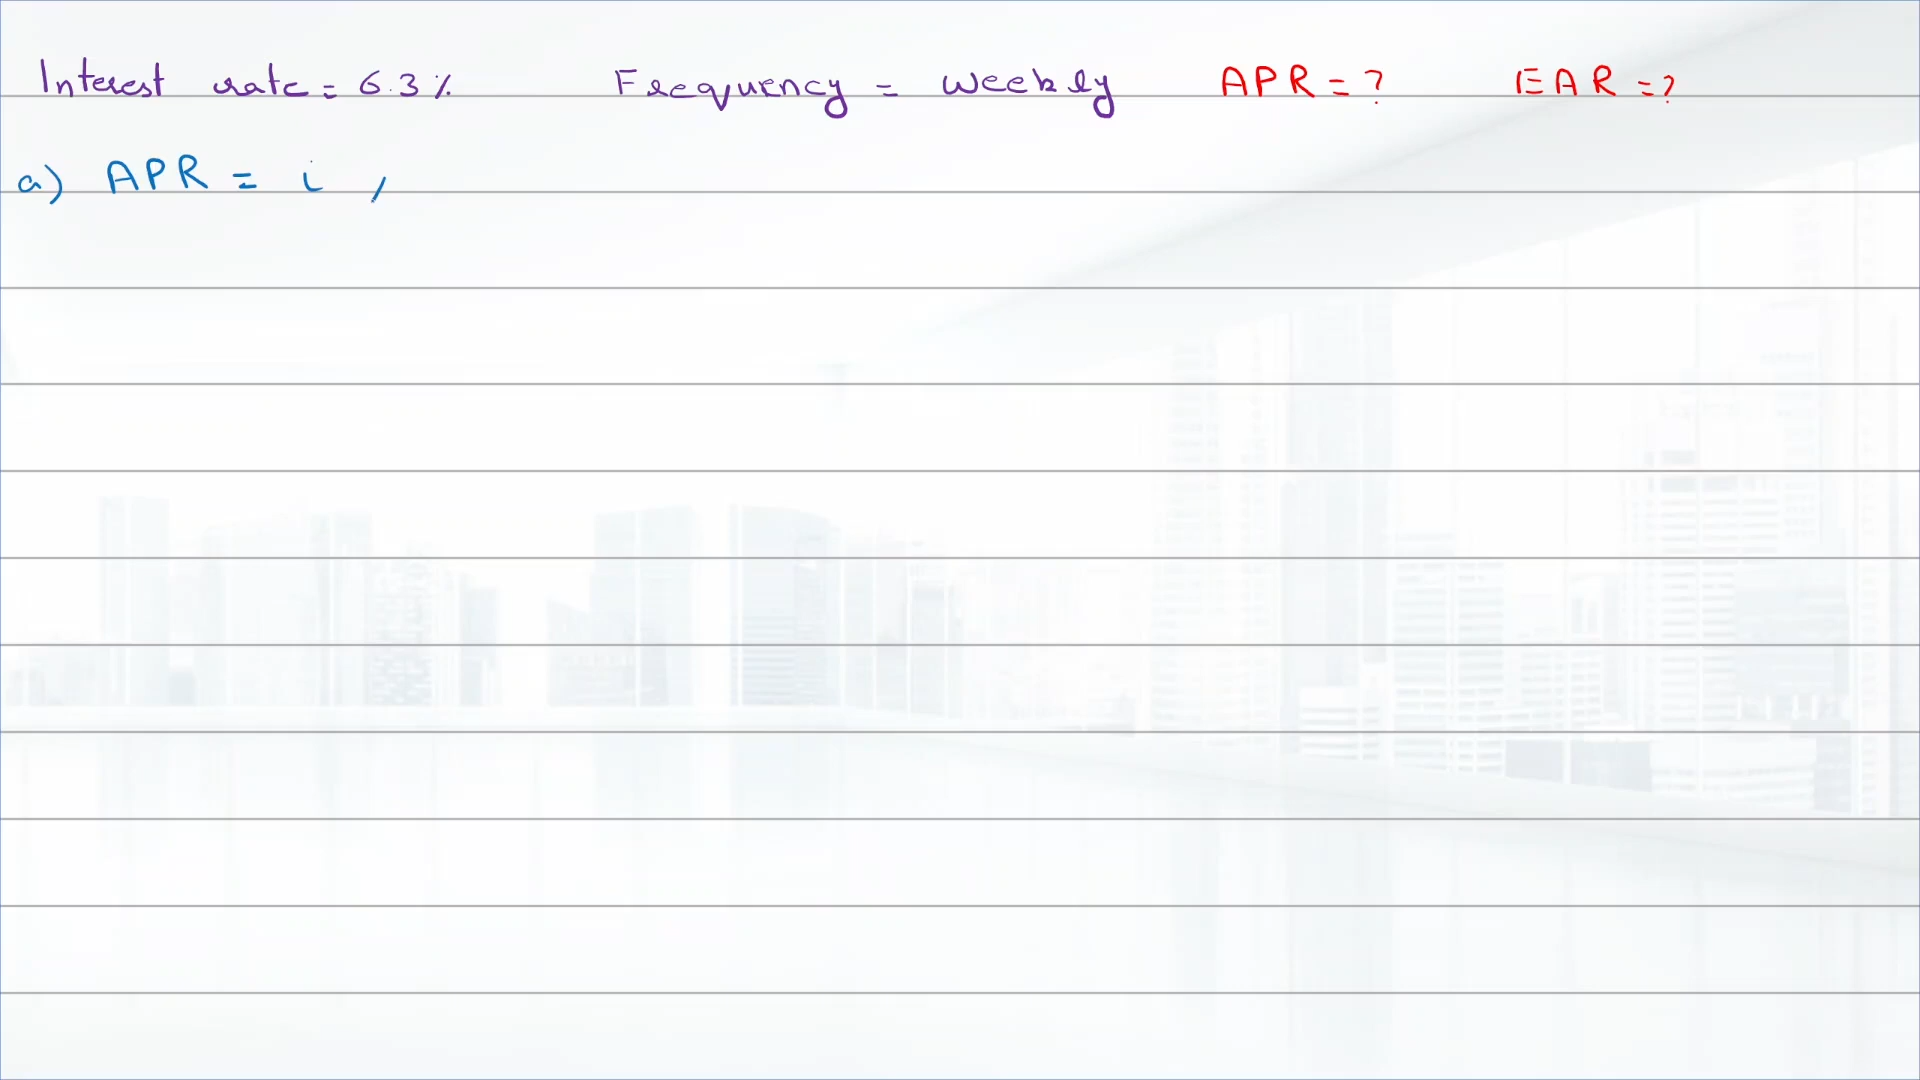 Interest rate = 6.3% Frequency = weekly APR = ? EAR = ?
a) APR = i ,